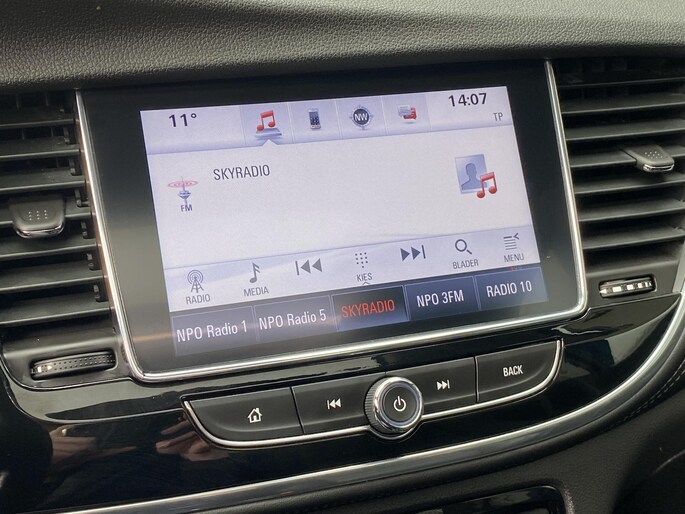 11°
NW
14:07
TP
SKYRADIO
FM
RADIO
MEDIA
KIES
BLADER
MENU
NPO Radio 1
NPO Radio 5
SKYRADIO
NPO 3FM
RADIO 10
BACK